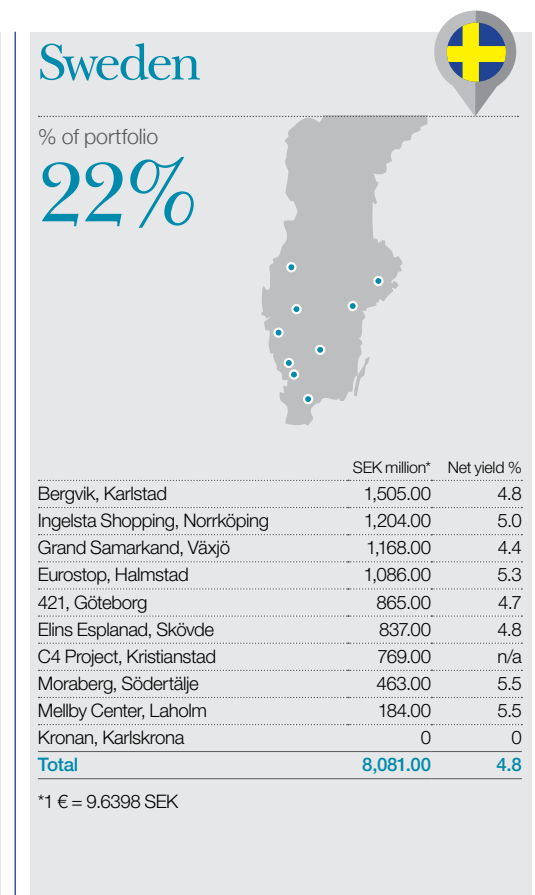 Sweden
% of portfolio
22%
SEK million* Net yield %
Bergvik, Karlstad 1,505.00 4.8
Ingelsta Shopping, Norrköping 1,204.00 5.0
Grand Samarkand, Växjö 1,168.00 4.4
Eurostop, Halmstad 1,086.00 5.3
421, Göteborg 865.00 4.7
Elins Esplanad, Skövde 837.00 4.8
C4 Project, Kristianstad 769.00 n/a
Moraberg, Södertälje 463.00 5.5
Mellby Center, Laholm 184.00 5.5
Kronan, Karlskrona 0 0
Total 8,081.00 4.8
*1 € = 9.6398 SEK